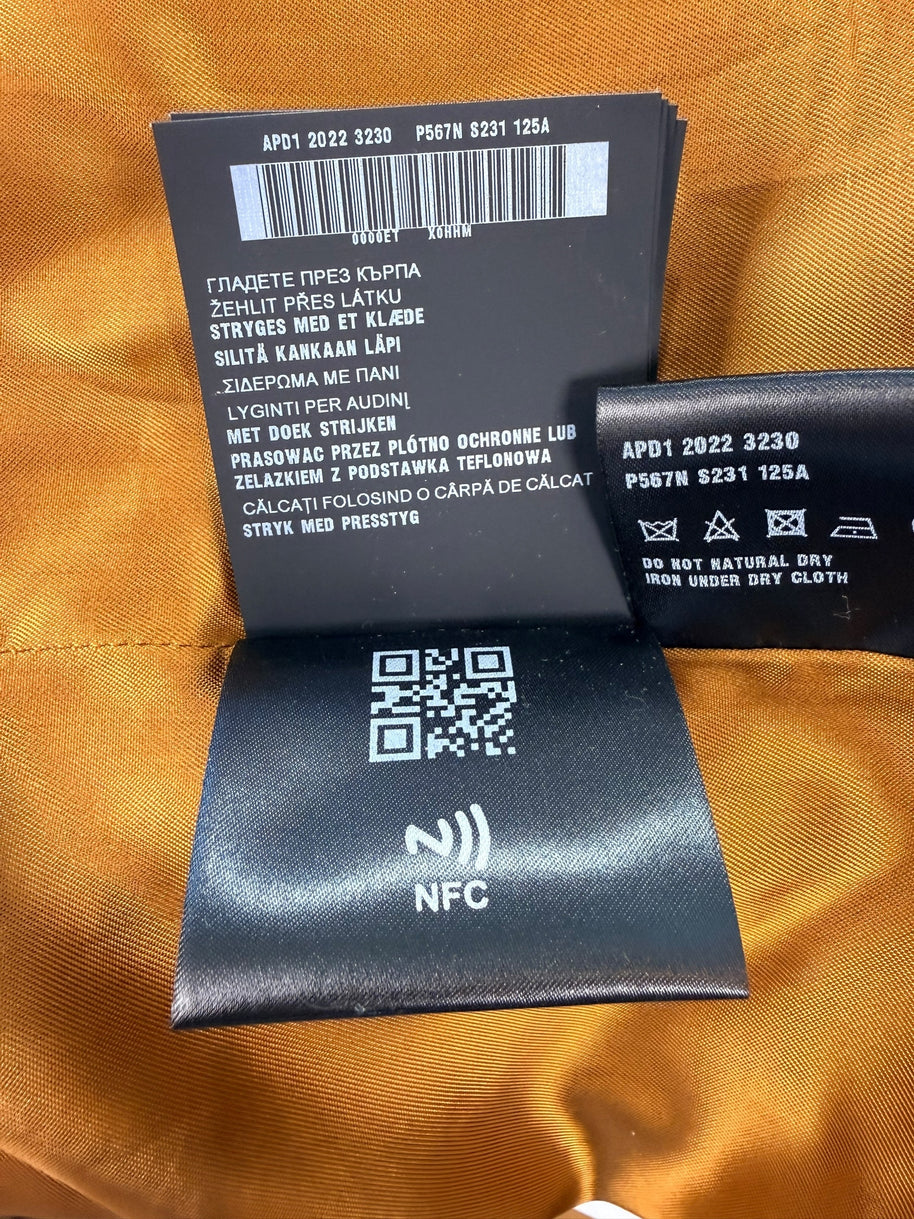 APD1 2022 3230 P567N S231 125A
0000ET X0HHM
ГЛАДЕТЕ ПРЕЗ КЪРПА
ŽEHLIT PŘES LÁTKU
STRYGES MED ET KLÆDE
SILITÄ KANKAAN LÄPI
ΣΙΔΕΡΩΜΑ ΜΕ ΠΑΝΙ
LYGINTI PER AUDINĮ
MET DOEK STRIJKEN
PRASOWAC PRZEZ PLÓTNO OCHRONNE LUB
ZELAZKIEM Z PODSTAWKA TEFLONOWA
CĂLCAȚI FOLOSIND O CÂRPĂ DE CĂLCAT
STRYK MED PRESSTYG
APD1 2022 3230
P567N S231 125A
DO NOT NATURAL DRY
IRON UNDER DRY CLOTH
NFC